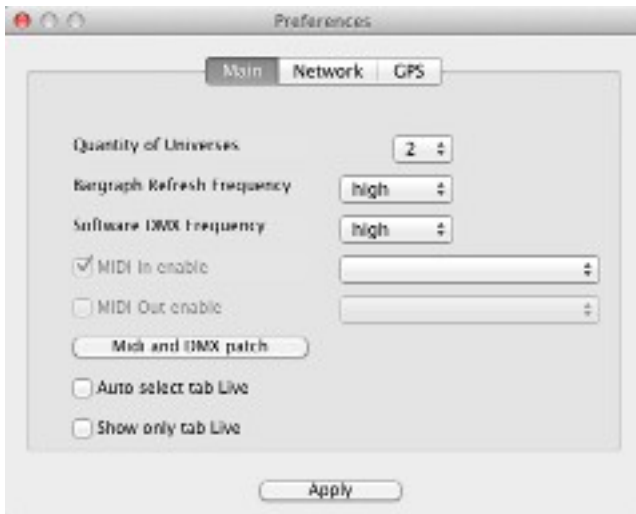 Preferences
Main Network GPS
Quantity of Universes 2
Bargraph Refresh Frequency high
Software DMX Frequency high
MIDI In enable
MIDI Out enable
Midi and DMX patch
Auto select tab Live
Show only tab Live
Apply